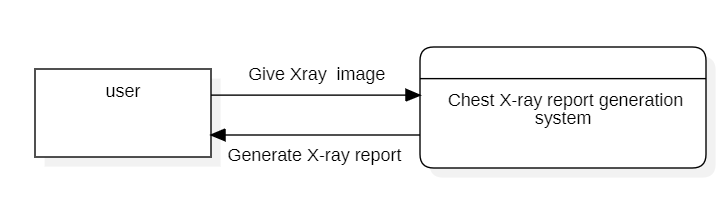 Give Xray  image
user
Chest X-ray report generation
system
Generate X-ray report